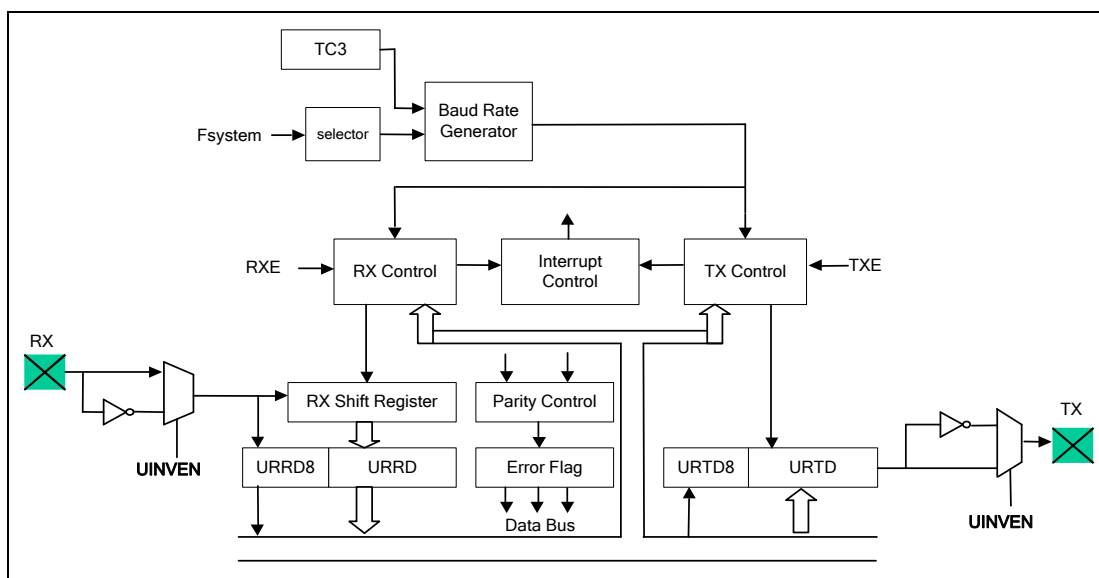 TC3
Baud Rate
Generator
Fsystem
selector
RXE
RX Control
Interrupt
Control
TX Control
TXE
RX
RX Shift Register
Parity Control
TX
UINVEN
URRD8
URRD
Error Flag
URTD8
URTD
Data Bus
UINVEN